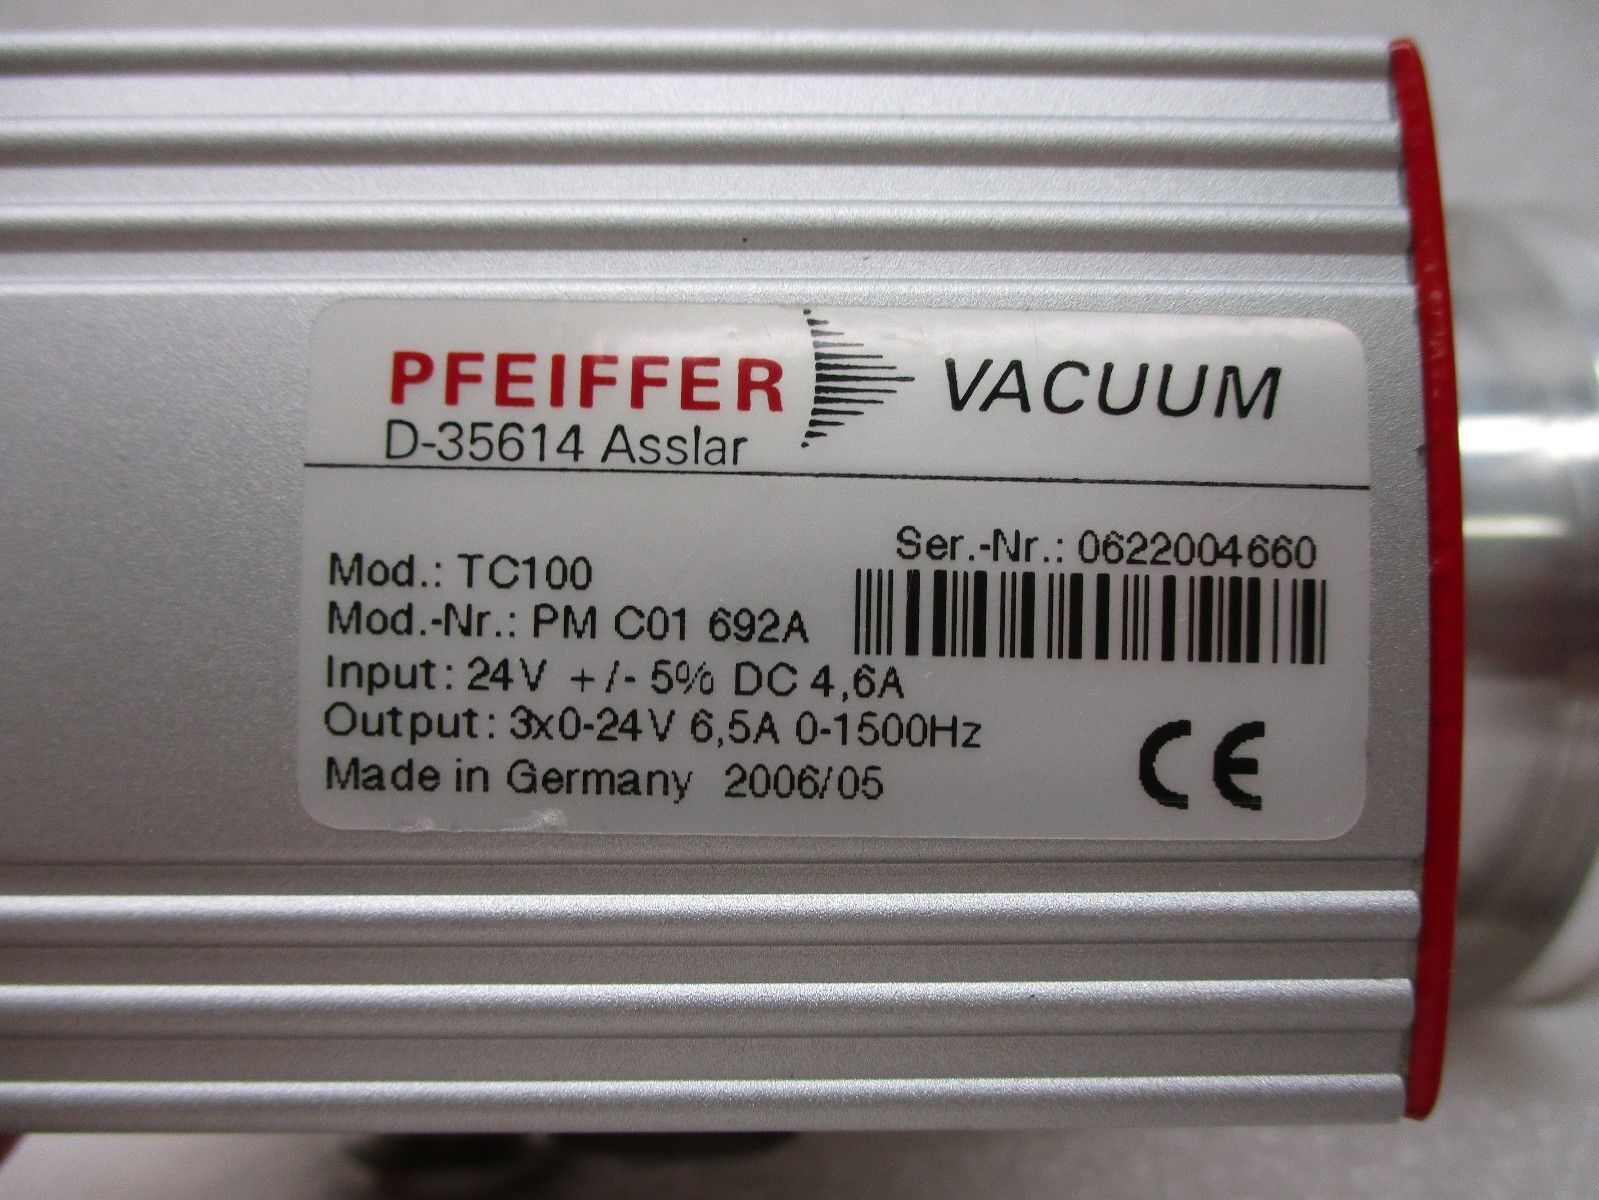 PFEIFFER VACUUM
D-35614 Asslar
Ser.-Nr.: 0622004660
Mod.: TC100
Mod.-Nr.: PM C01 692A
Input: 24V +/- 5% DC 4,6A
Output: 3x0-24V 6,5A 0-1500Hz
Made in Germany 2006/05
CE